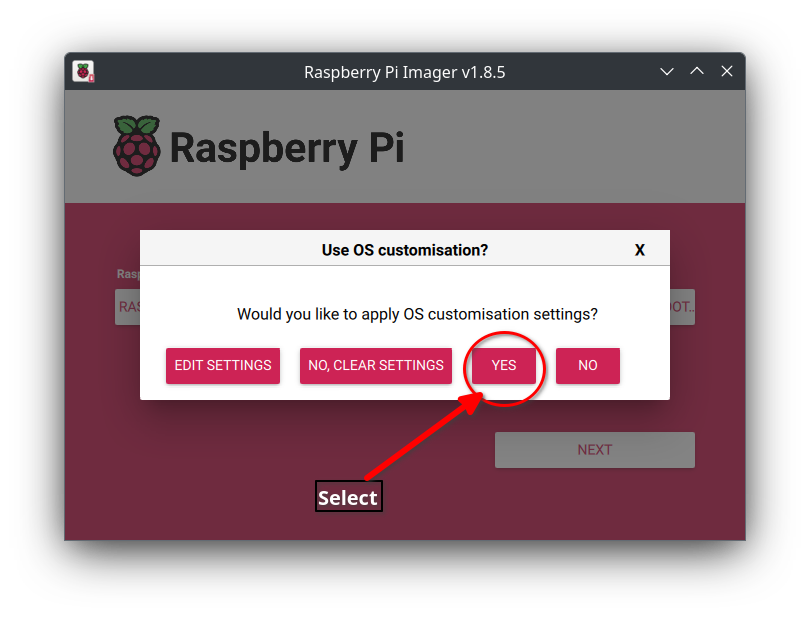 Raspberry Pi Imager v1.8.5
Raspberry Pi
Use OS customisation?
X
Rasp
RAS
OOT..
Would you like to apply OS customisation settings?
EDIT SETTINGS
NO, CLEAR SETTINGS
YES
NO
NEXT
Select